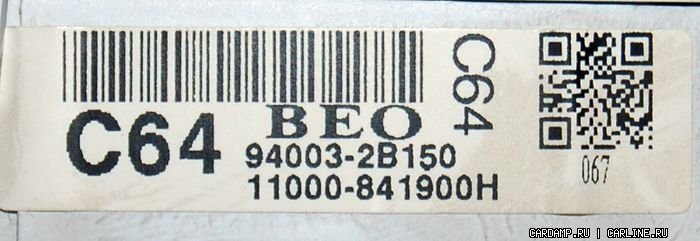 C64
BEO
94003-2B150
11000-841900H
C64
067
CARDAMP.RU | CARLINE.RU